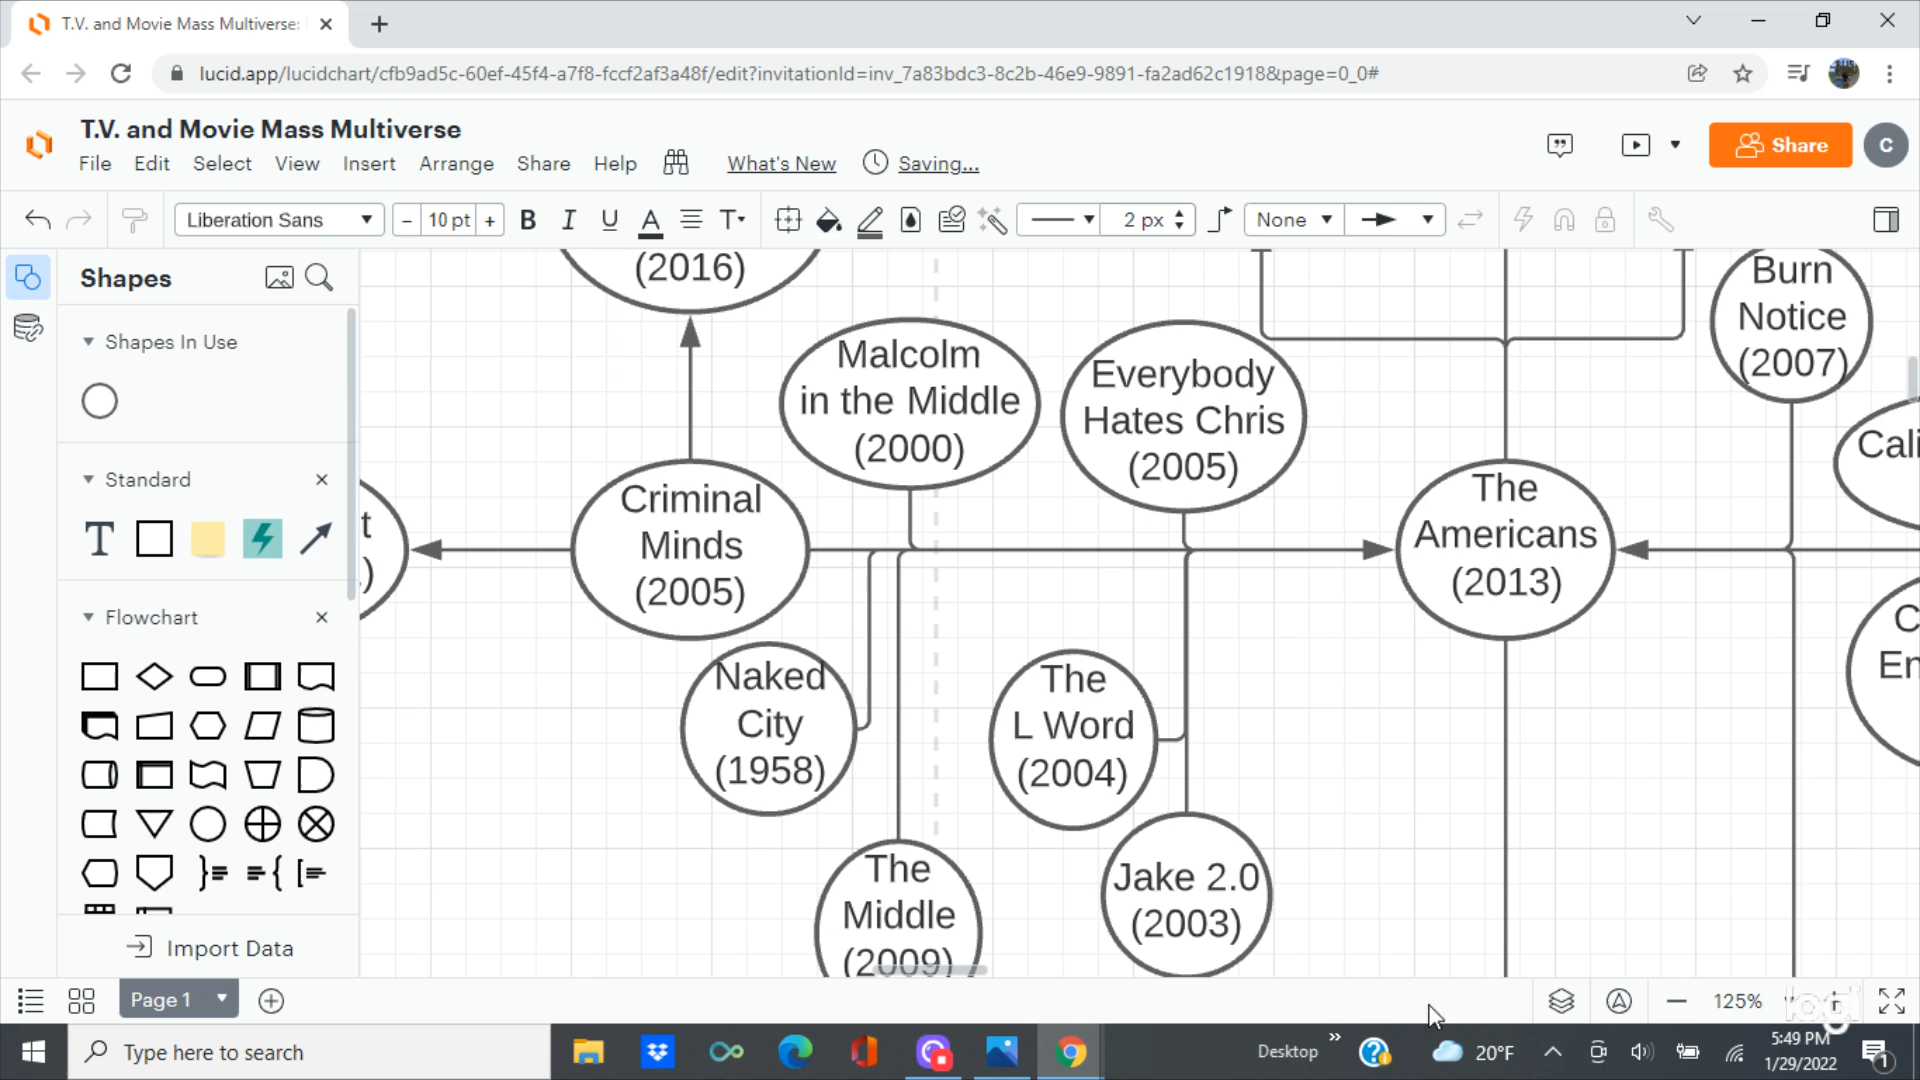 T.V. and Movie Mass Multiverse:
lucid.app/lucidchart/cfb9ad5c-60ef-45f4-a7f8-fccf2af3a48f/edit?invitationId=inv_7a83bdc3-8c2b-46e9-9891-fa2ad62c1918&page=0_0#
T.V. and Movie Mass Multiverse
File Edit Select View Insert Arrange Share Help What's New Saving...
Share
C
Liberation Sans
- 10 pt +
B I U A T
2 px
None
Shapes
Shapes In Use
Standard
T
Flowchart
Import Data
(2016)
Malcolm
in the Middle
(2000)
Everybody
Hates Chris
(2005)
Burn
Notice
(2007)
Cali
t
)
Criminal
Minds
(2005)
The
Americans
(2013)
C
En
Naked
City
(1958)
The
L Word
(2004)
The
Middle
(2009)
Jake 2.0
(2003)
Page 1
125%
logi
Type here to search
Desktop
20°F
5:49 PM
1/29/2022
1